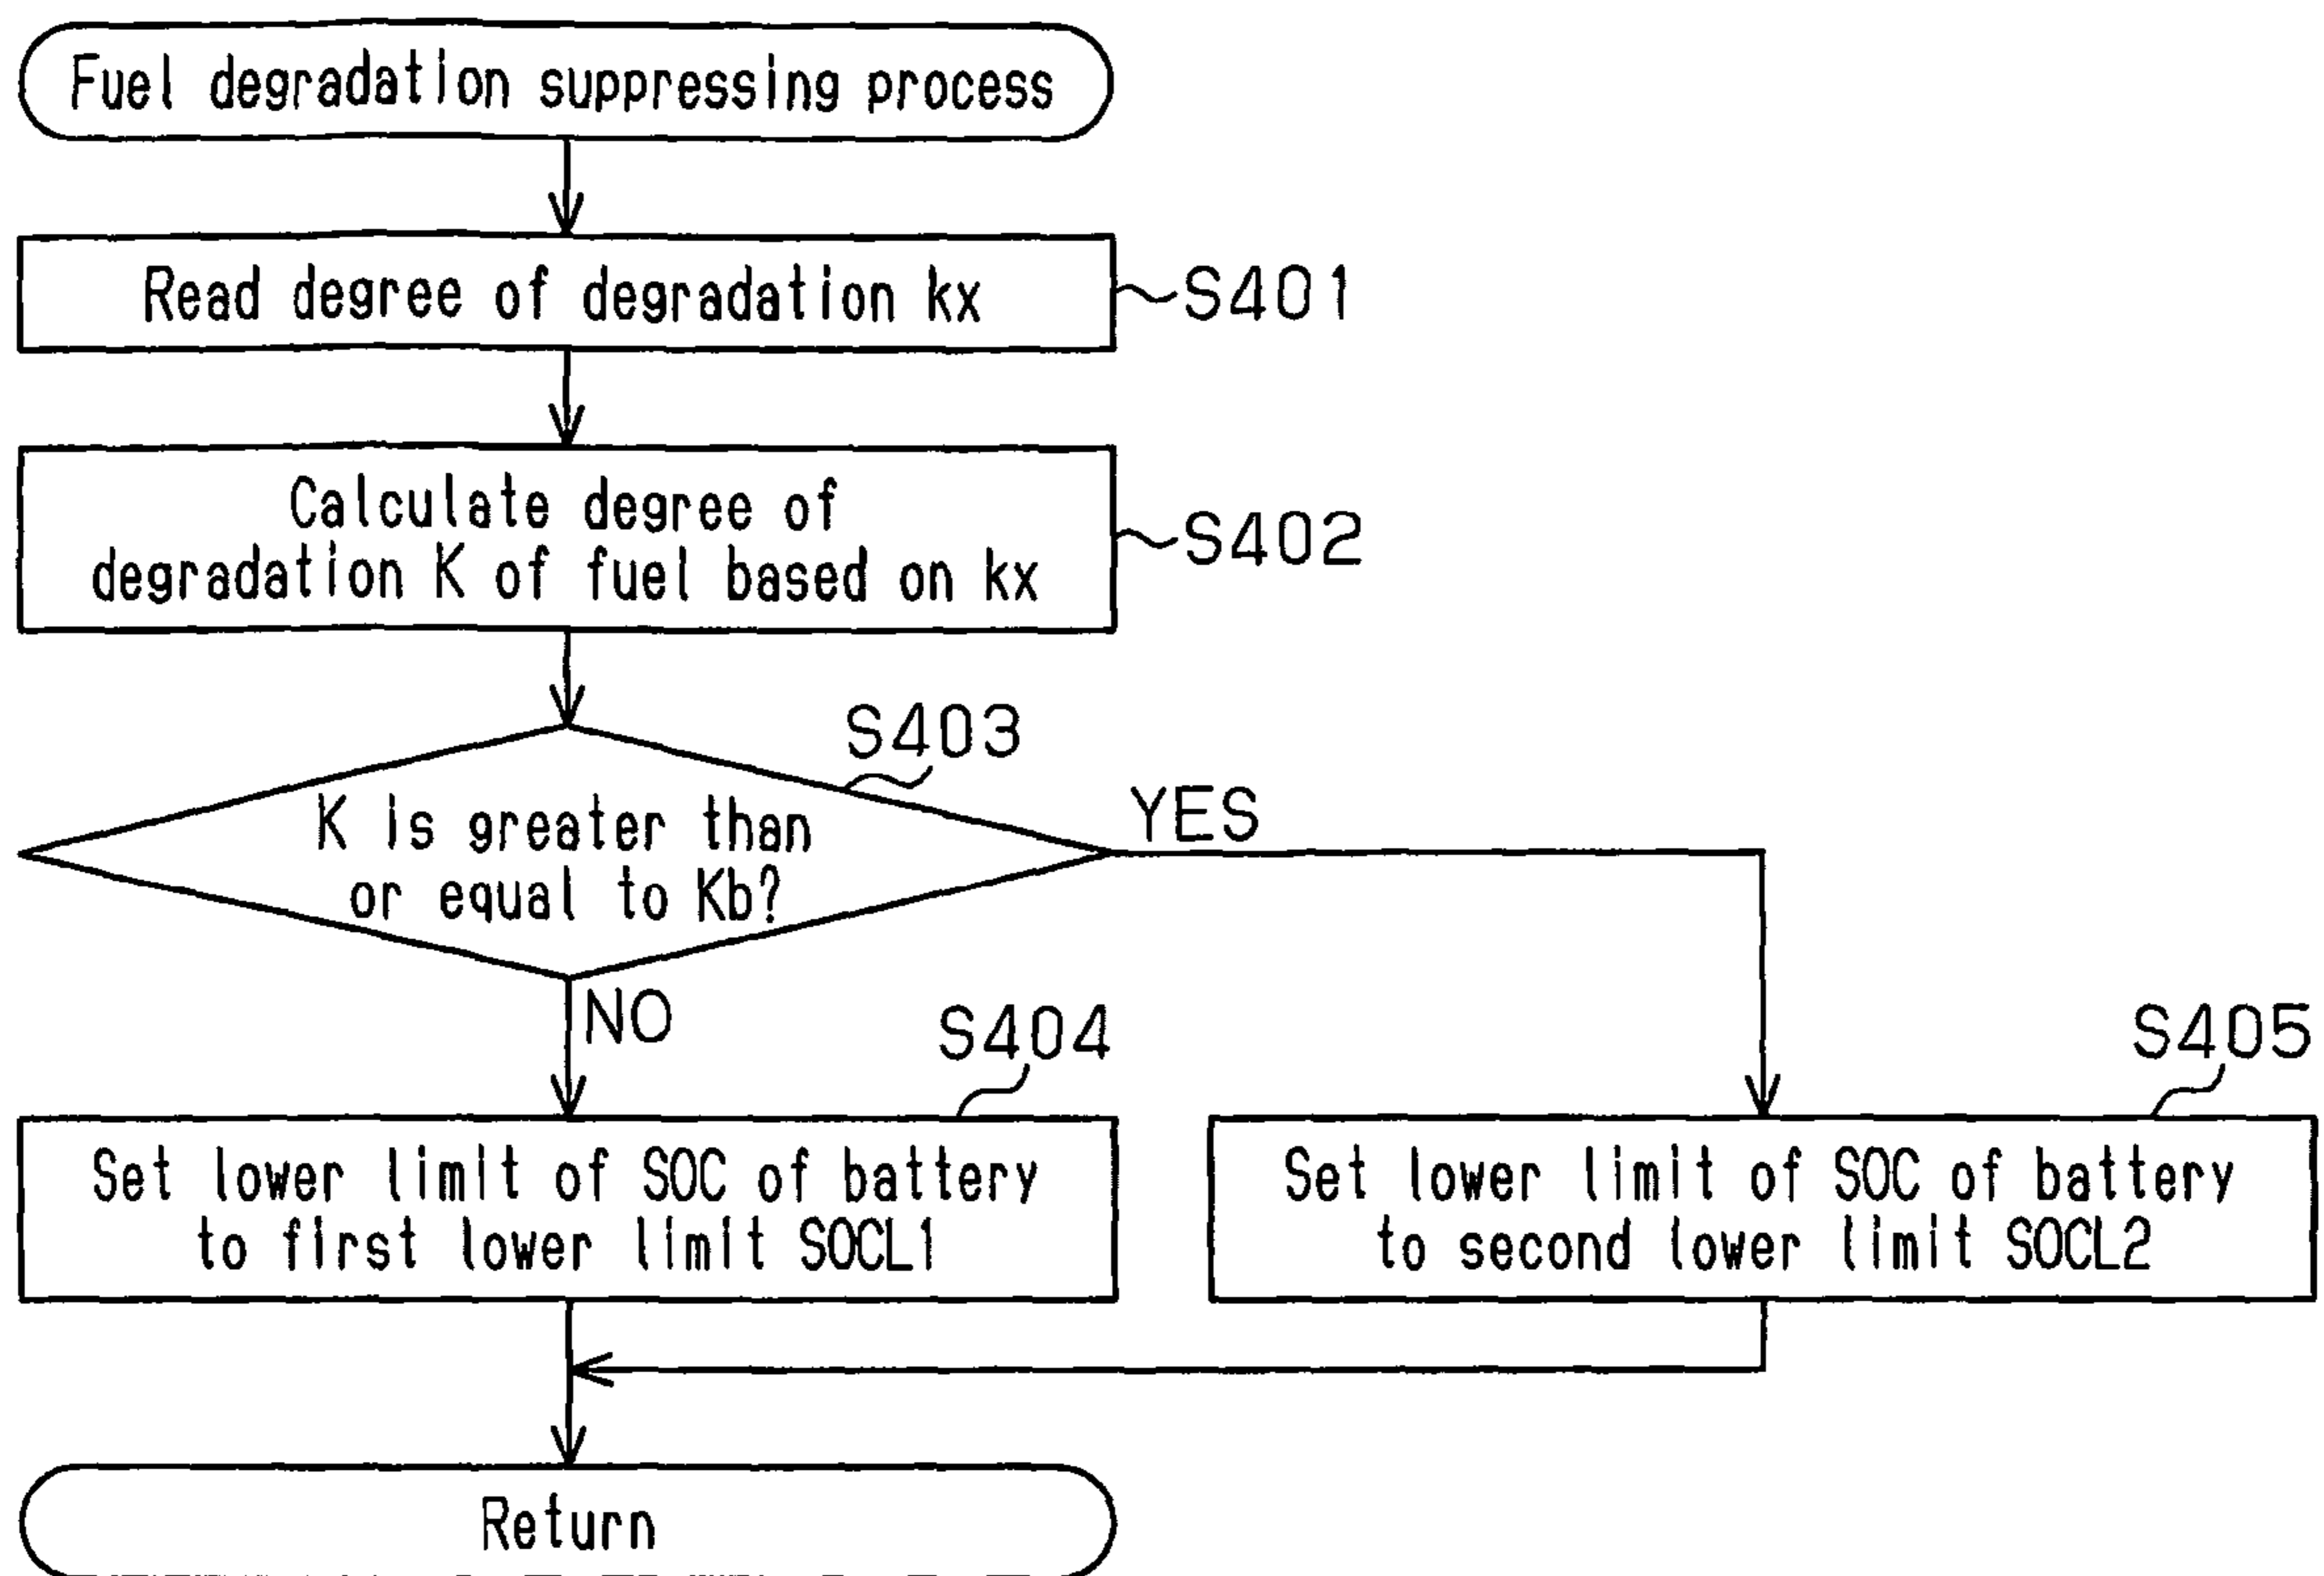 Fuel degradation suppressing process
Read degree of degradation kx
S401
Calculate degree of
degradation K of fuel based on kx
S402
S403
K is greater than
or equal to Kb?
YES
NO
S404
Set lower limit of SOC of battery
to first lower limit SOCL1
S405
Set lower limit of SOC of battery
to second lower limit SOCL2
Return